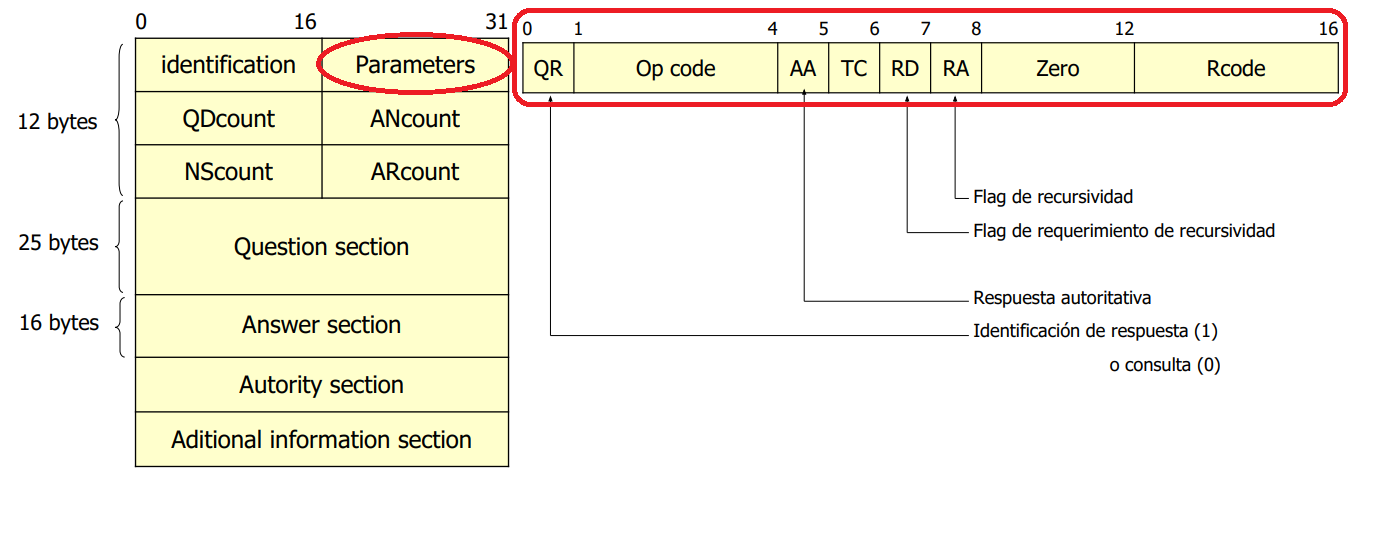 0 16 31
identification Parameters
12 bytes
QDcount ANcount
NScount ARcount
25 bytes
Question section
16 bytes
Answer section
Autority section
Aditional information section
0 1 4 5 6 7 8 12 16
QR Op code AA TC RD RA Zero Rcode
Flag de recursividad
Flag de requerimiento de recursividad
Respuesta autoritativa
Identificación de respuesta (1)
o consulta (0)